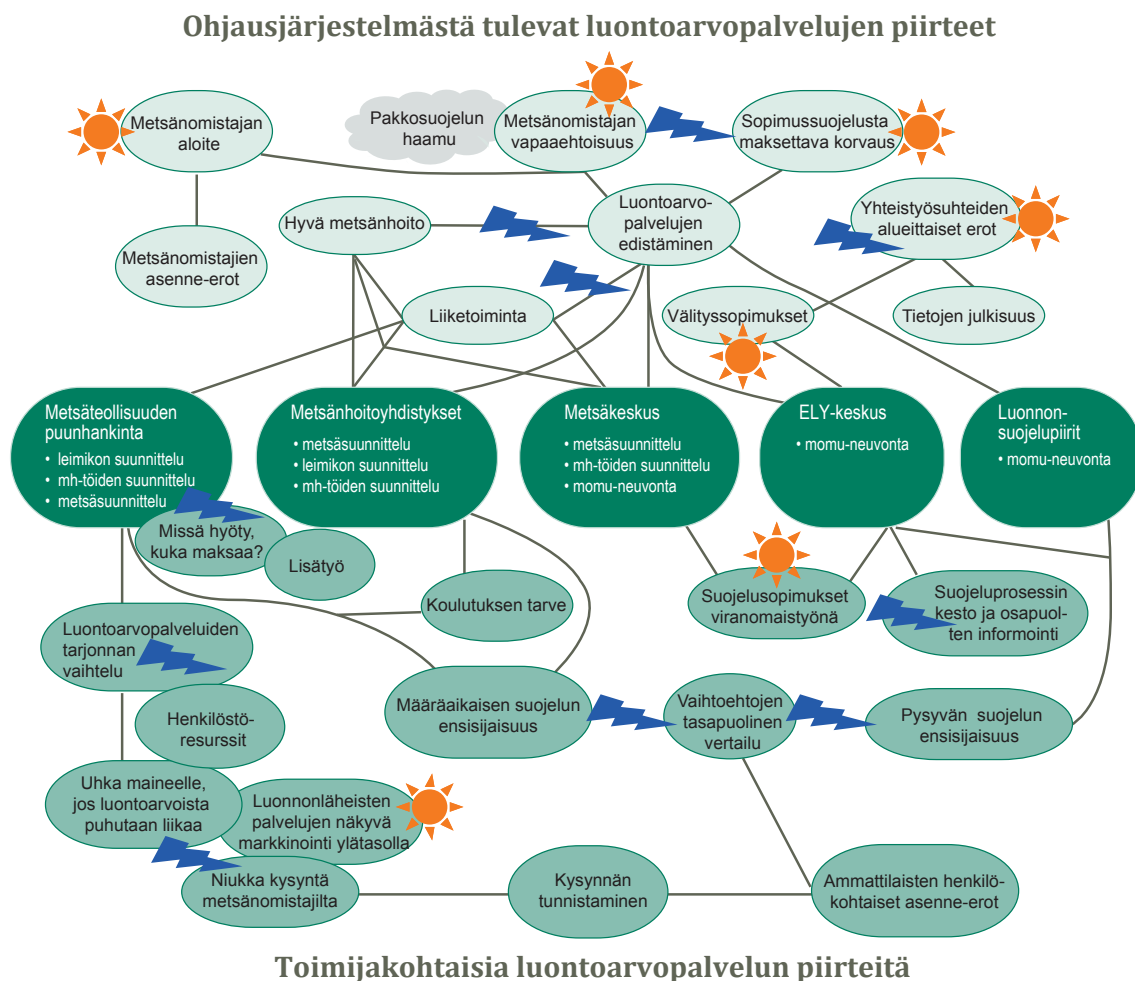 Ohjausjärjestelmästä tulevat luontoarvopalvelujen piirteet
Metsänomistajan
aloite
Pakkosuojelun
haamu
Metsänomistajan
vapaaehtoisuus
Sopimussuojelusta
maksettava korvaus
Hyvä metsänhoito
Luontoarvo-
palvelujen
edistäminen
Yhteistyösuhteiden
alueittaiset erot
Metsänomistajien
asenne-erot
Liiketoiminta
Välityssopimukset
Tietojen julkisuus
Metsäteollisuuden
puunhankinta
• leimikon suunnittelu
• mh-töiden suunnittelu
• metsäsuunnittelu
Metsänhoitoyhdistykset
• metsäsuunnittelu
• leimikon suunnittelu
• mh-töiden suunnittelu
Metsäkeskus
• metsäsuunnittelu
• mh-töiden suunnittelu
• momu-neuvonta
ELY-keskus
• momu-neuvonta
Luonnon-
suojelupiirit
• momu-neuvonta
Missä hyöty,
kuka maksaa?
Lisätyö
Koulutuksen tarve
Suojelusopimukset
viranomaistyönä
Suojeluprosessin
kesto ja osapuol-
ten informointi
Luontoarvopalveluiden
tarjonnan
vaihtelu
Henkilöstö-
resurssit
Määräaikaisen suojelun
ensisijaisuus
Vaihtoehtojen
tasapuolinen
vertailu
Pysyvän suojelun
ensisijaisuus
Uhka maineelle,
jos luontoarvoista
puhutaan liikaa
Luonnonläheisten
palvelujen näkyvä
markkinointi ylätasolla
Niukka kysyntä
metsänomistajilta
Kysynnän
tunnistaminen
Ammattilaisten henkilö-
kohtaiset asenne-erot
Toimijakohtaisia luontoarvopalvelun piirteitä